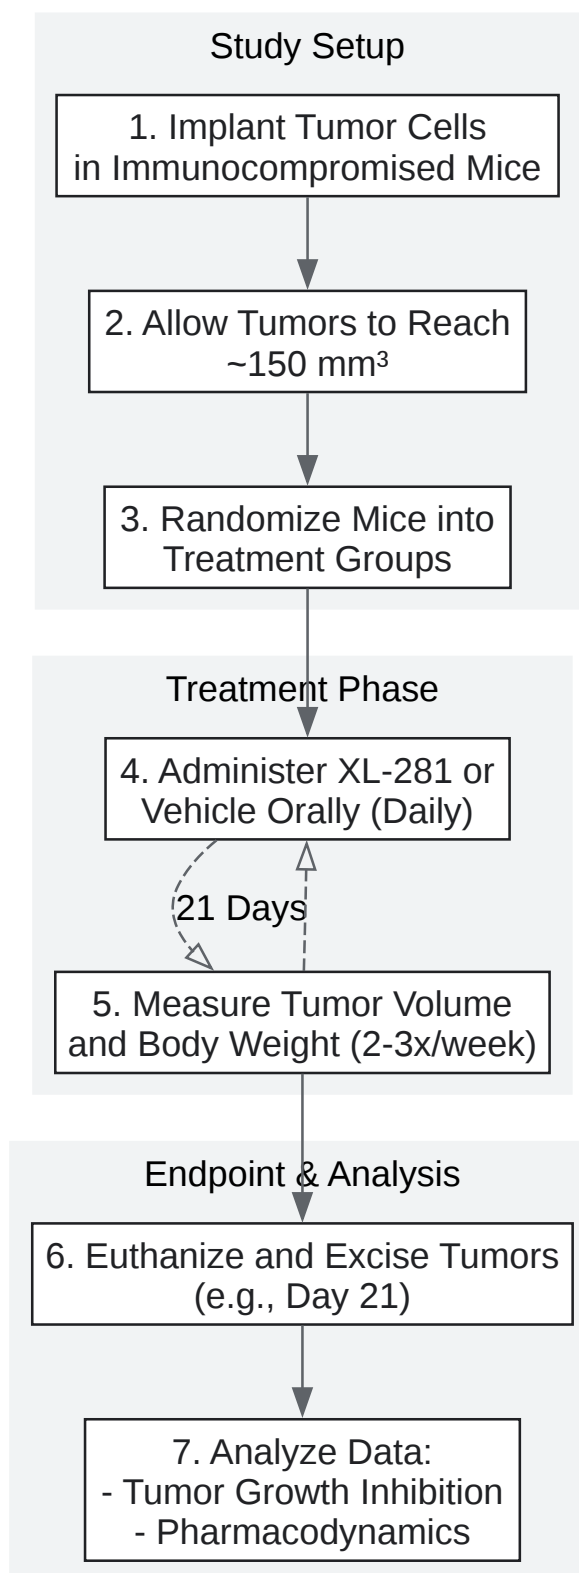 Study Setup
1. Implant Tumor Cells
in Immunocompromised Mice
2. Allow Tumors to Reach
~150 mm³
3. Randomize Mice into
Treatment Groups
Treatment Phase
4. Administer XL-281 or
Vehicle Orally (Daily)
21 Days
5. Measure Tumor Volume
and Body Weight (2-3x/week)
Endpoint & Analysis
6. Euthanize and Excise Tumors
(e.g., Day 21)
7. Analyze Data:
- Tumor Growth Inhibition
- Pharmacodynamics